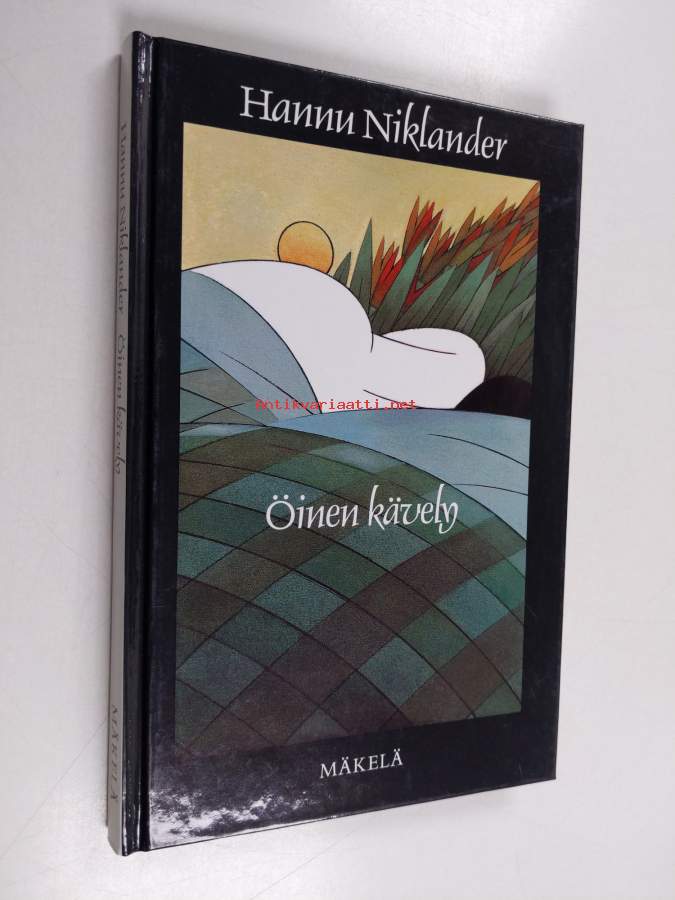 Hannu Niklander
Antikvariaatti.net
Öinen kävely
MÄKELÄ
Hannu Niklander Öinen kävely
MÄKELÄ